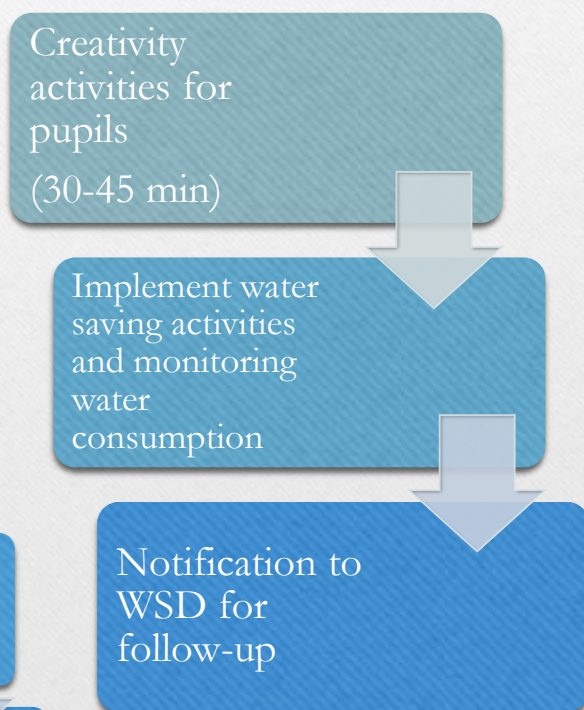 Creativity
activities for
pupils
(30-45 min)
Implement water
saving activities
and monitoring
water
consumption
Notification to
WSD for
follow-up